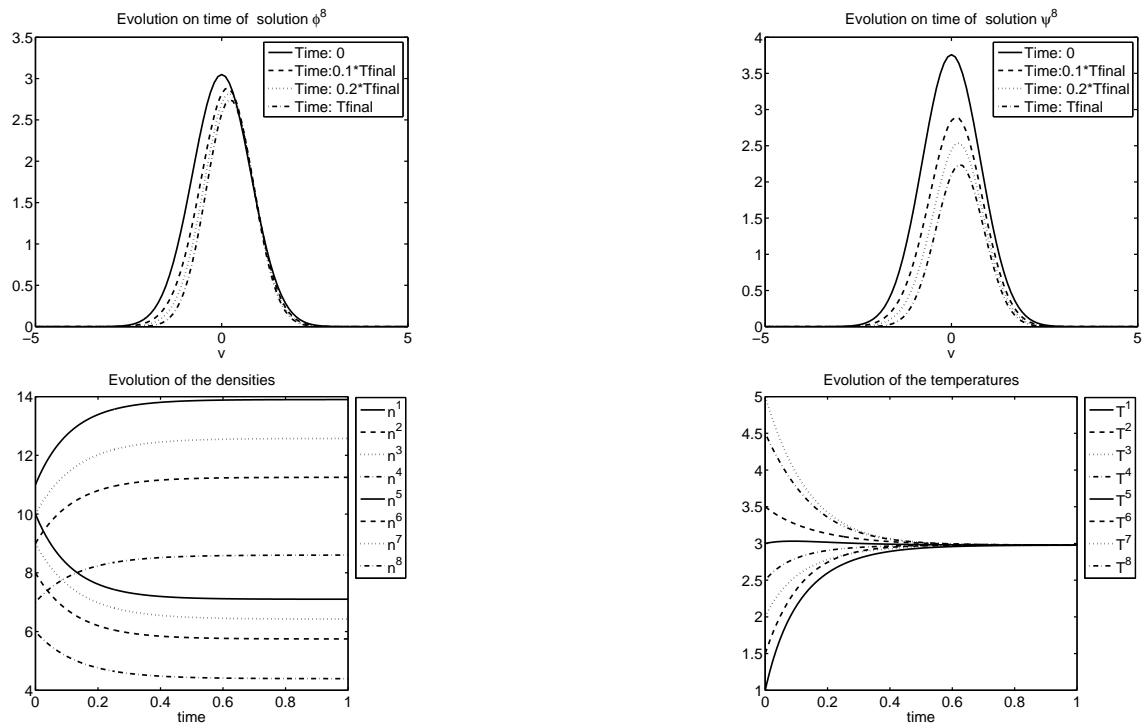 Evolution on time of solution ϕ⁸
3.5
3
2.5
2
1.5
1
0.5
0
−5
0
5
v
Time: 0
Time:0.1*Tfinal
Time: 0.2*Tfinal
Time: Tfinal
Evolution on time of solution ψ⁸
4
3.5
3
2.5
2
1.5
1
0.5
0
−5
0
5
v
Time: 0
Time:0.1*Tfinal
Time: 0.2*Tfinal
Time: Tfinal
Evolution of the densities
14
12
10
8
6
4
0
0.2
0.4
0.6
0.8
1
time
n¹
n²
n³
n⁴
n⁵
n⁶
n⁷
n⁸
Evolution of the temperatures
5
4.5
4
3.5
3
2.5
2
1.5
1
0
0.2
0.4
0.6
0.8
1
time
T¹
T²
T³
T⁴
T⁵
T⁶
T⁷
T⁸